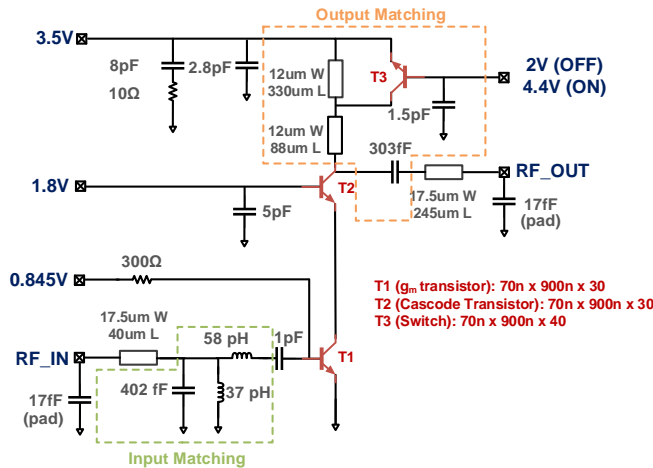 Output Matching
3.5V
8pF
10Ω
2.8pF
12um W
330um L
T3
2V (OFF)
4.4V (ON)
1.5pF
12um W
88um L
303fF
1.8V
T2
RF_OUT
17.5um W
245um L
17fF
(pad)
5pF
0.845V
300Ω
T1 (gm transistor): 70n x 900n x 30
T2 (Cascode Transistor): 70n x 900n x 30
T3 (Switch): 70n x 900n x 40
17.5um W
40um L
58 pH
1pF
T1
RF_IN
402 fF
37 pH
17fF
(pad)
Input Matching